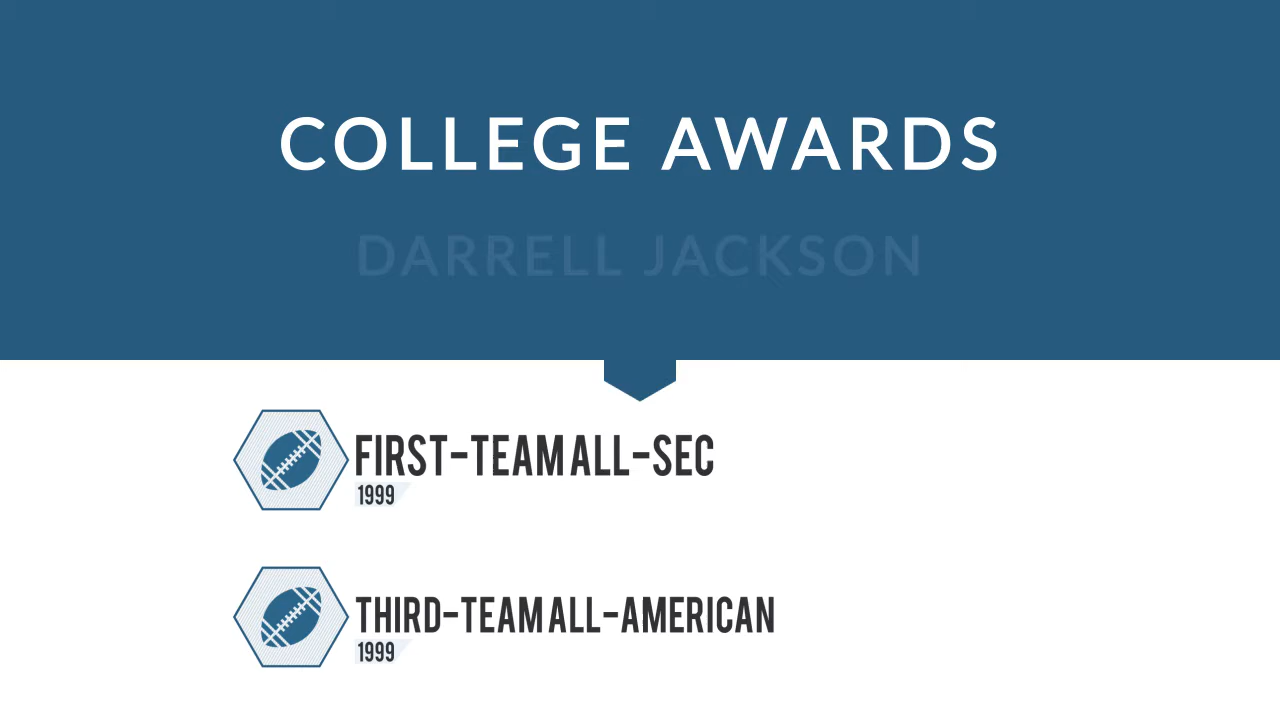 COLLEGE AWARDS
DARRELL JACKSON
FIRST-TEAM ALL-SEC
1999
THIRD-TEAM ALL-AMERICAN
1999